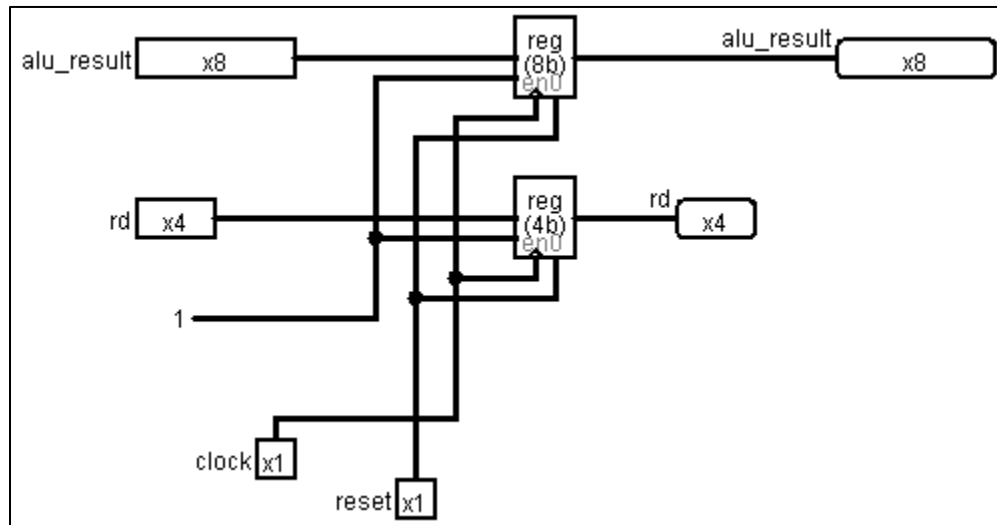 reg
(8b)
en0
alu_result
x8
alu_result
x8
reg
(4b)
en0
rd
x4
rd
x4
1
clock
x1
reset
x1